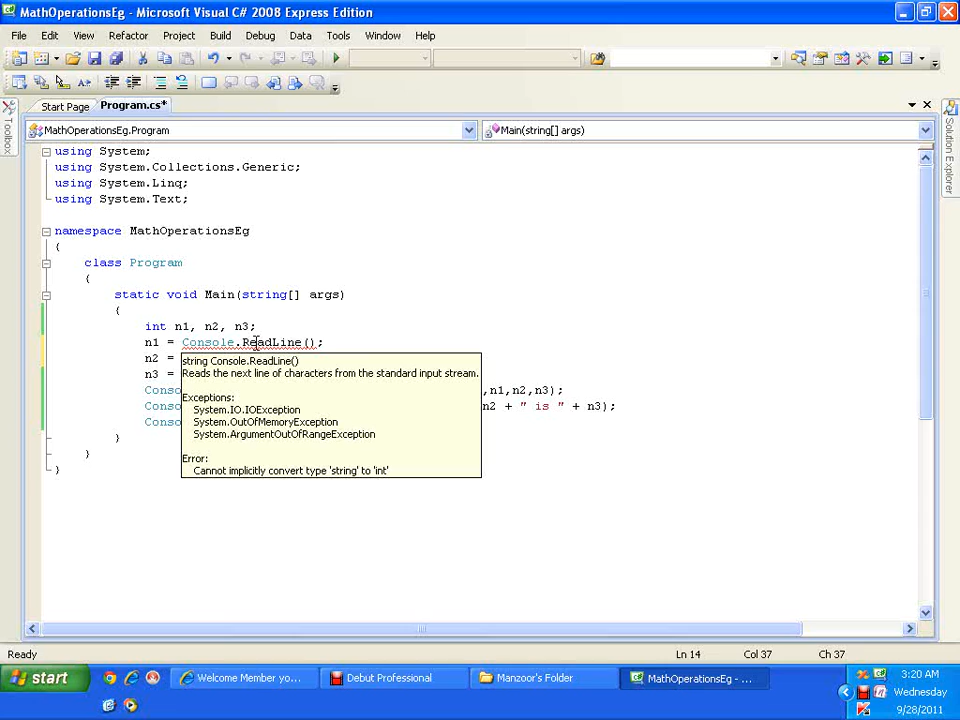 MathOperationsEg - Microsoft Visual C# 2008 Express Edition
File Edit View Refactor Project Build Debug Data Tools Window Help
Start Page Program.cs*
Toolbox
Solution Explorer
MathOperationsEg.Program Main(string[] args)
using System;
using System.Collections.Generic;
using System.Linq;
using System.Text;
namespace MathOperationsEg
{
class Program
{
static void Main(string[] args)
{
int n1, n2, n3;
n1 = Console.ReadLine();
n2 =
n3 =
Conso ,n1,n2,n3);
Conso n2 + " is " + n3);
Conso
}
}
}
string Console.ReadLine()
Reads the next line of characters from the standard input stream.
Exceptions:
System.IO.IOException
System.OutOfMemoryException
System.ArgumentOutOfRangeException
Error:
Cannot implicitly convert type 'string' to 'int'
Ready Ln 14 Col 37 Ch 37
start Welcome Member yo... Debut Professional Manzoor's Folder MathOperationsEg - ...
3:20 AM
Wednesday
9/28/2011